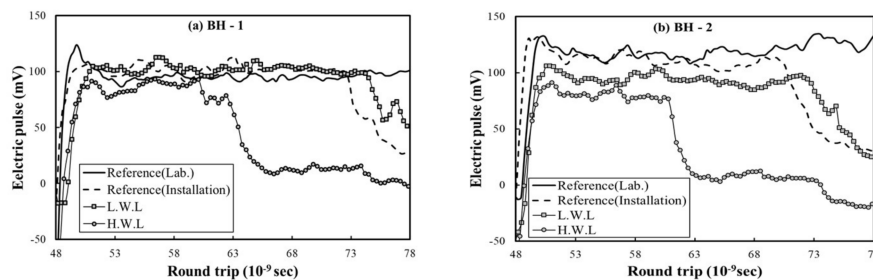 (a) BH - 1
Eelctric pulse (mV)
150
100
50
0
-50
Reference(Lab.)
Reference(Installation)
L.W.L
H.W.L
48 53 58 63 68 73 78
Round trip (10-9 sec)
(b) BH - 2
Electric pulse (mV)
150
100
50
0
-50
Reference(Lab.)
Reference(Installation)
L.W.L
H.W.L
48 53 58 63 68 73 78
Round trip (10-9 sec)